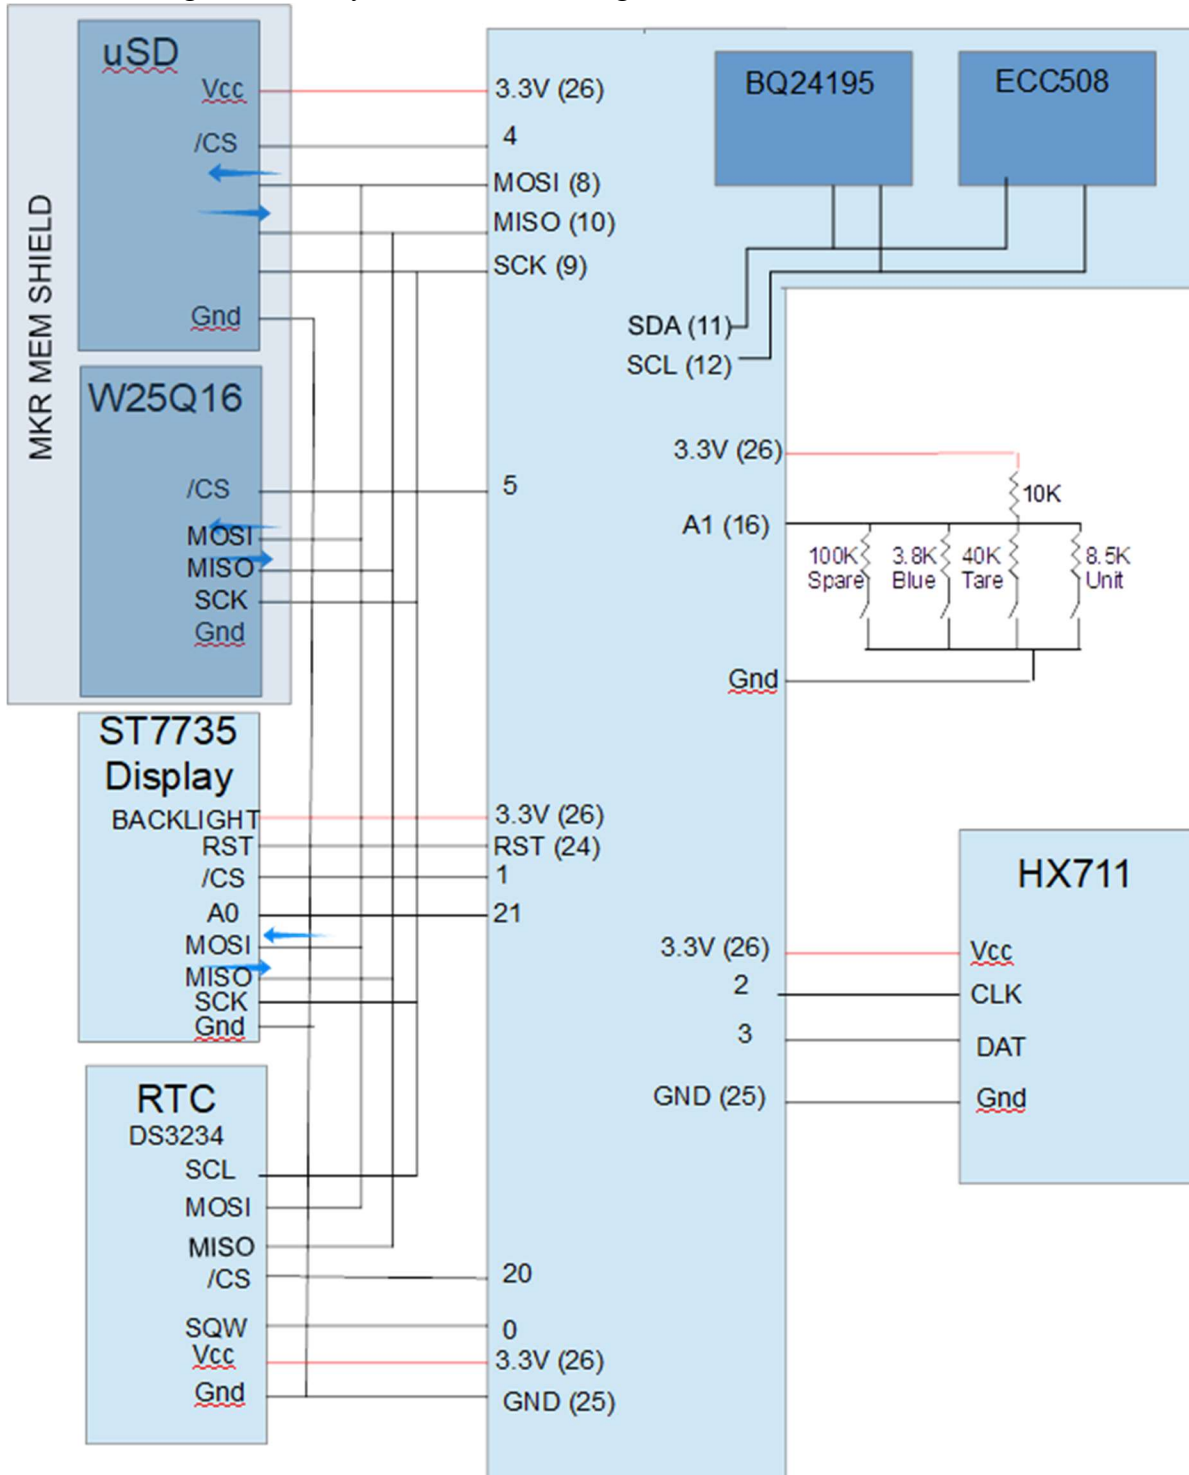 uSD
Vcc
/CS
Gnd
MKR MEM SHIELD
W25Q16
/CS
MOSI
MISO
SCK
Gnd
ST7735
Display
BACKLIGHT
RST
/CS
A0
MOSI
MISO
SCK
Gnd
RTC
DS3234
SCL
MOSI
MISO
/CS
SQW
Vcc
Gnd
3.3V (26)
4
MOSI (8)
MISO (10)
SCK (9)
5
3.3V (26)
RST (24)
1
21
20
0
3.3V (26)
GND (25)
BQ24195
ECC508
SDA (11)
SCL (12)
3.3V (26)
A1 (16)
Gnd
10K
100K
Spare
3.8K
Blue
40K
Tare
8.5K
Unit
3.3V (26)
2
3
GND (25)
HX711
Vcc
CLK
DAT
Gnd